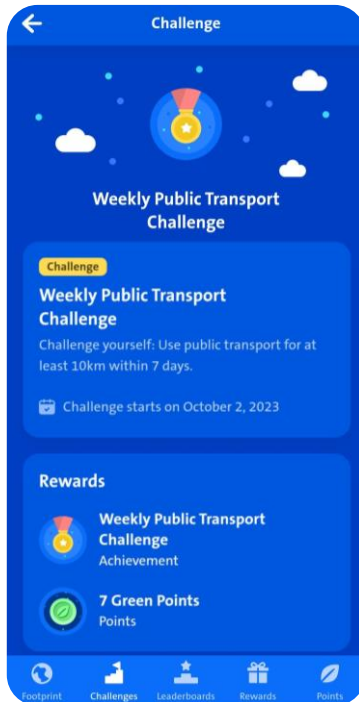 Challenge
Weekly Public Transport
Challenge
Challenge
Weekly Public Transport
Challenge
Challenge yourself: Use public transport for at
least 10km within 7 days.
Challenge starts on October 2, 2023
Rewards
Weekly Public Transport
Challenge
Achievement
7 Green Points
Points
Footprint Challenges Leaderboards Rewards Points